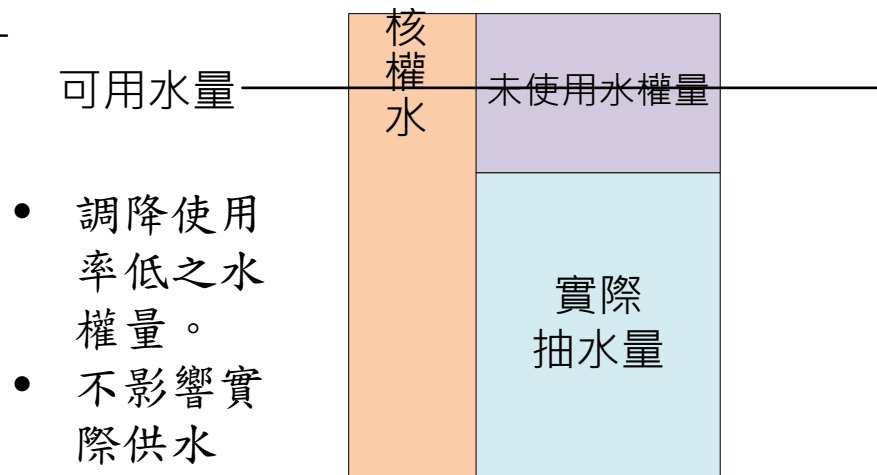 可用水量
• 調降使用
率低之水
權量。
• 不影響實
際供水
核
權
水
未使用水權量
實際
抽水量